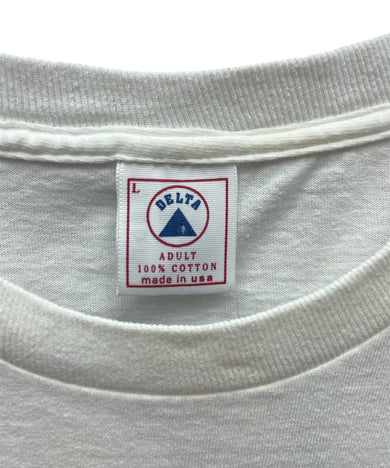 L
DELTA
ADULT
100% COTTON
made in usa